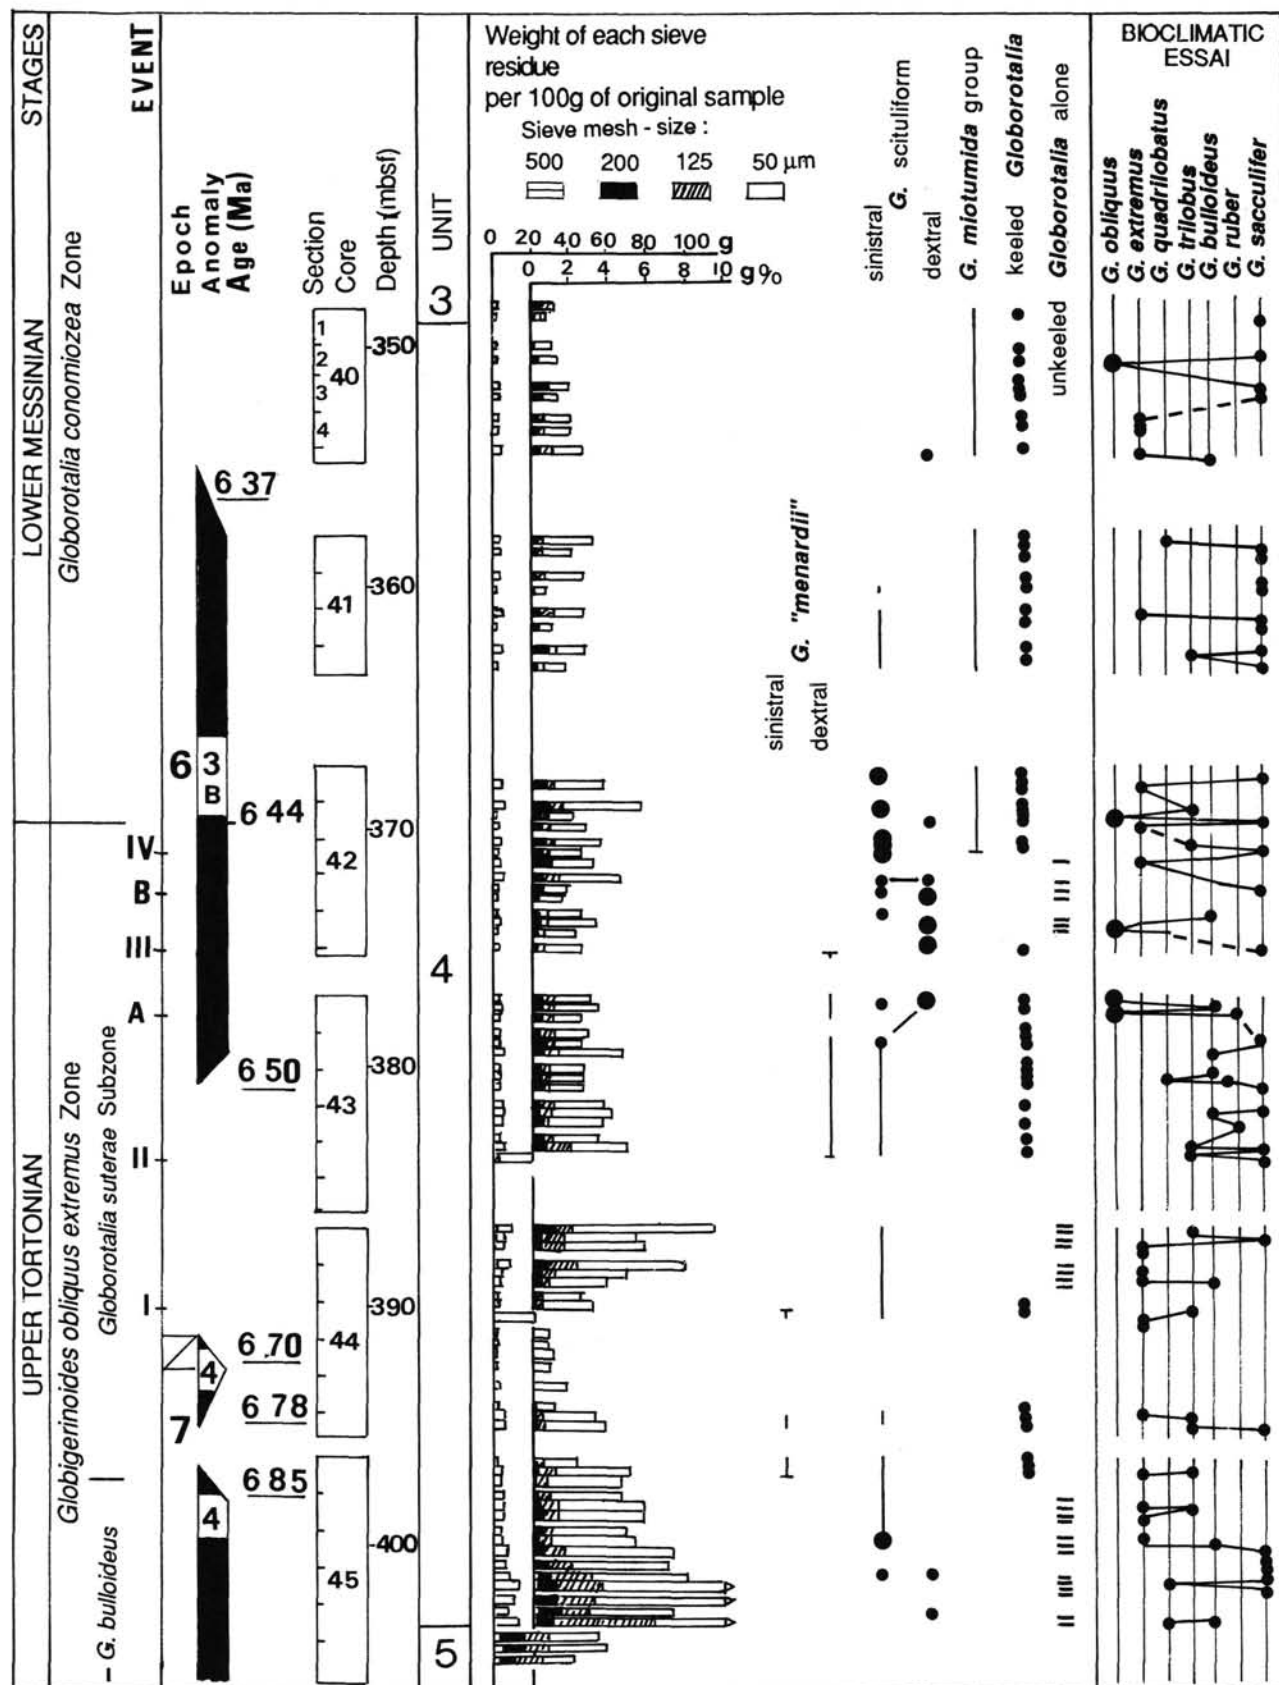 STAGES
LOWER MESSINIAN
UPPER TORTONIAN
Globorotalia conomiozea Zone
Globigerinoides obliquus extremus Zone
Globorotalia suterae Subzone
G. bulloideus
EVENT
IV
B
III
A
II
I
Epoch
Anomaly
Age (Ma)
6 37
6
3
B
6 44
6 50
6 70
4
6 78
7
6 85
4
Section
Core
1
2
40
3
4
41
42
43
44
45
Depth (mbsf)
350
360
370
380
390
400
UNIT
3
4
5
Weight of each sieve
residue
per 100g of original sample
Sieve mesh - size :
500 200 125 50 µm
0 20 40 60 80 100 g
0 2 4 6 8 10 g%
G. "menardii"
sinistral
dextral
G. scituliform
sinistral
dextral
G. miotumida group
keeled Globorotalia
unkeeled Globorotalia alone
BIOCLIMATIC
ESSAI
G. obliquus
G. extremus
G. quadrilobatus
G. trilobus
G. bulloideus
G. ruber
G. sacculifer